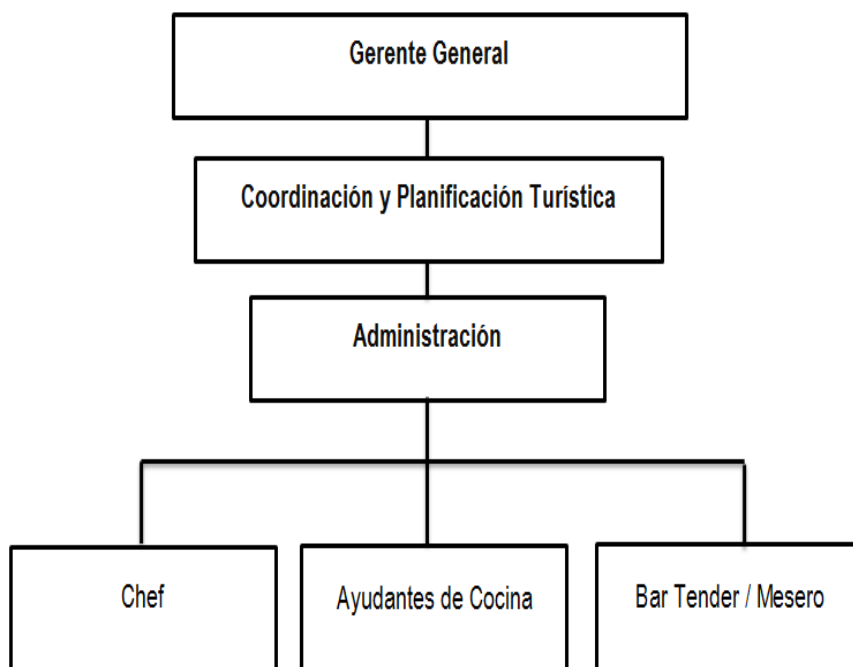 Gerente General
Coordinación y Planificación Turística
Administración
Chef
Ayudantes de Cocina
Bar Tender / Mesero